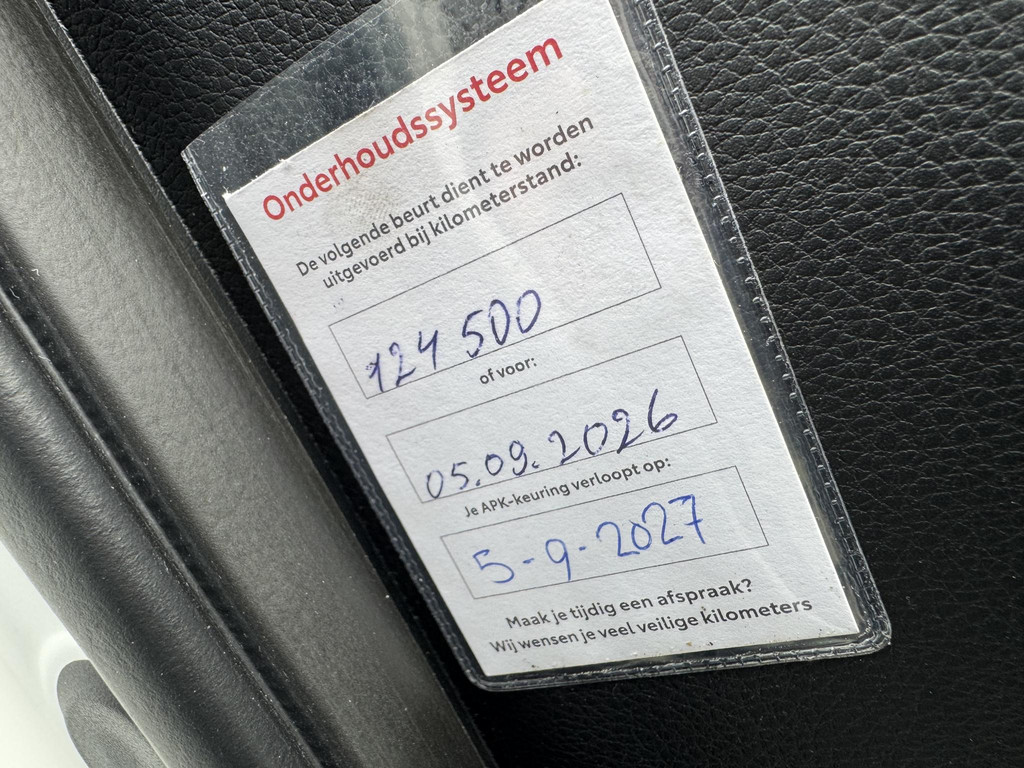 Onderhoudssysteem
De volgende beurt dient te worden
uitgevoerd bij kilometerstand:
124 500
of voor:
05.09.2026
Je APK-keuring verloopt op:
5-9-2027
Maak je tijdig een afspraak?
Wij wensen je veel veilige kilometers